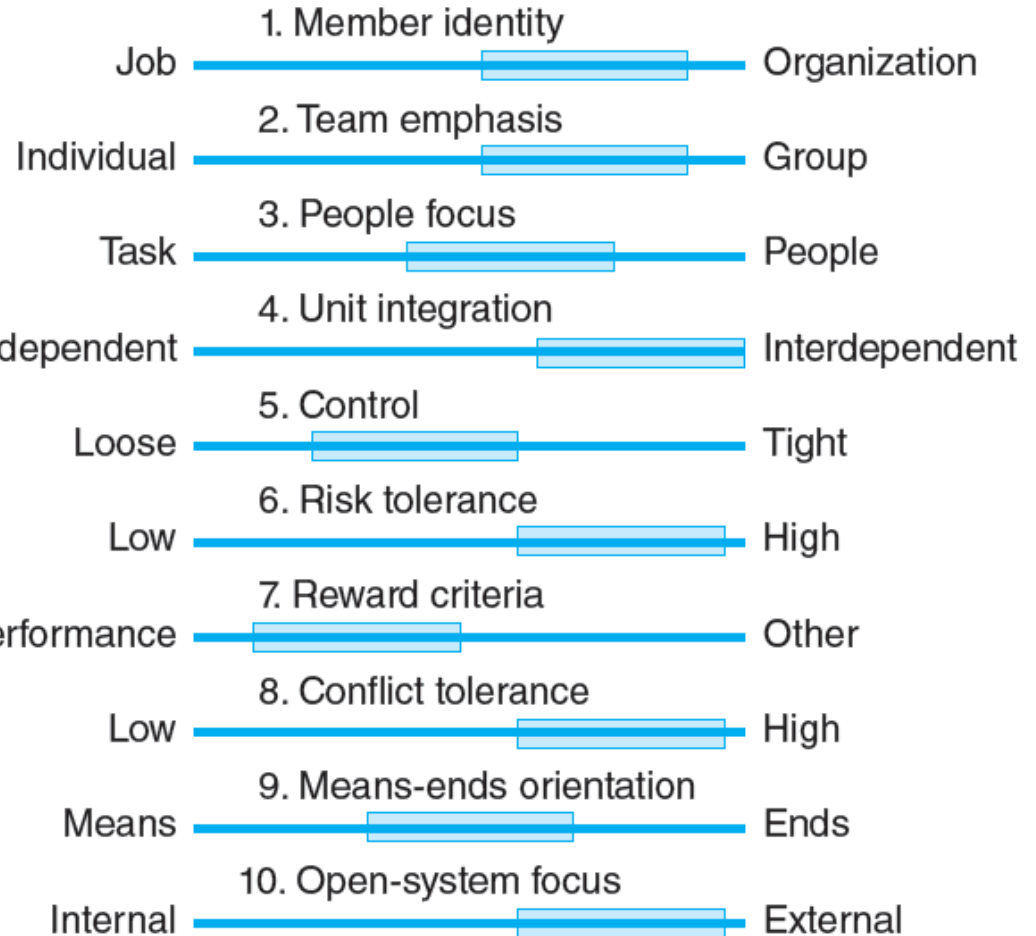 1. Member identity
Job Organization
2. Team emphasis
Individual Group
3. People focus
Task People
4. Unit integration
dependent Interdependent
5. Control
Loose Tight
6. Risk tolerance
Low High
7. Reward criteria
erformance Other
8. Conflict tolerance
Low High
9. Means-ends orientation
Means Ends
10. Open-system focus
Internal External